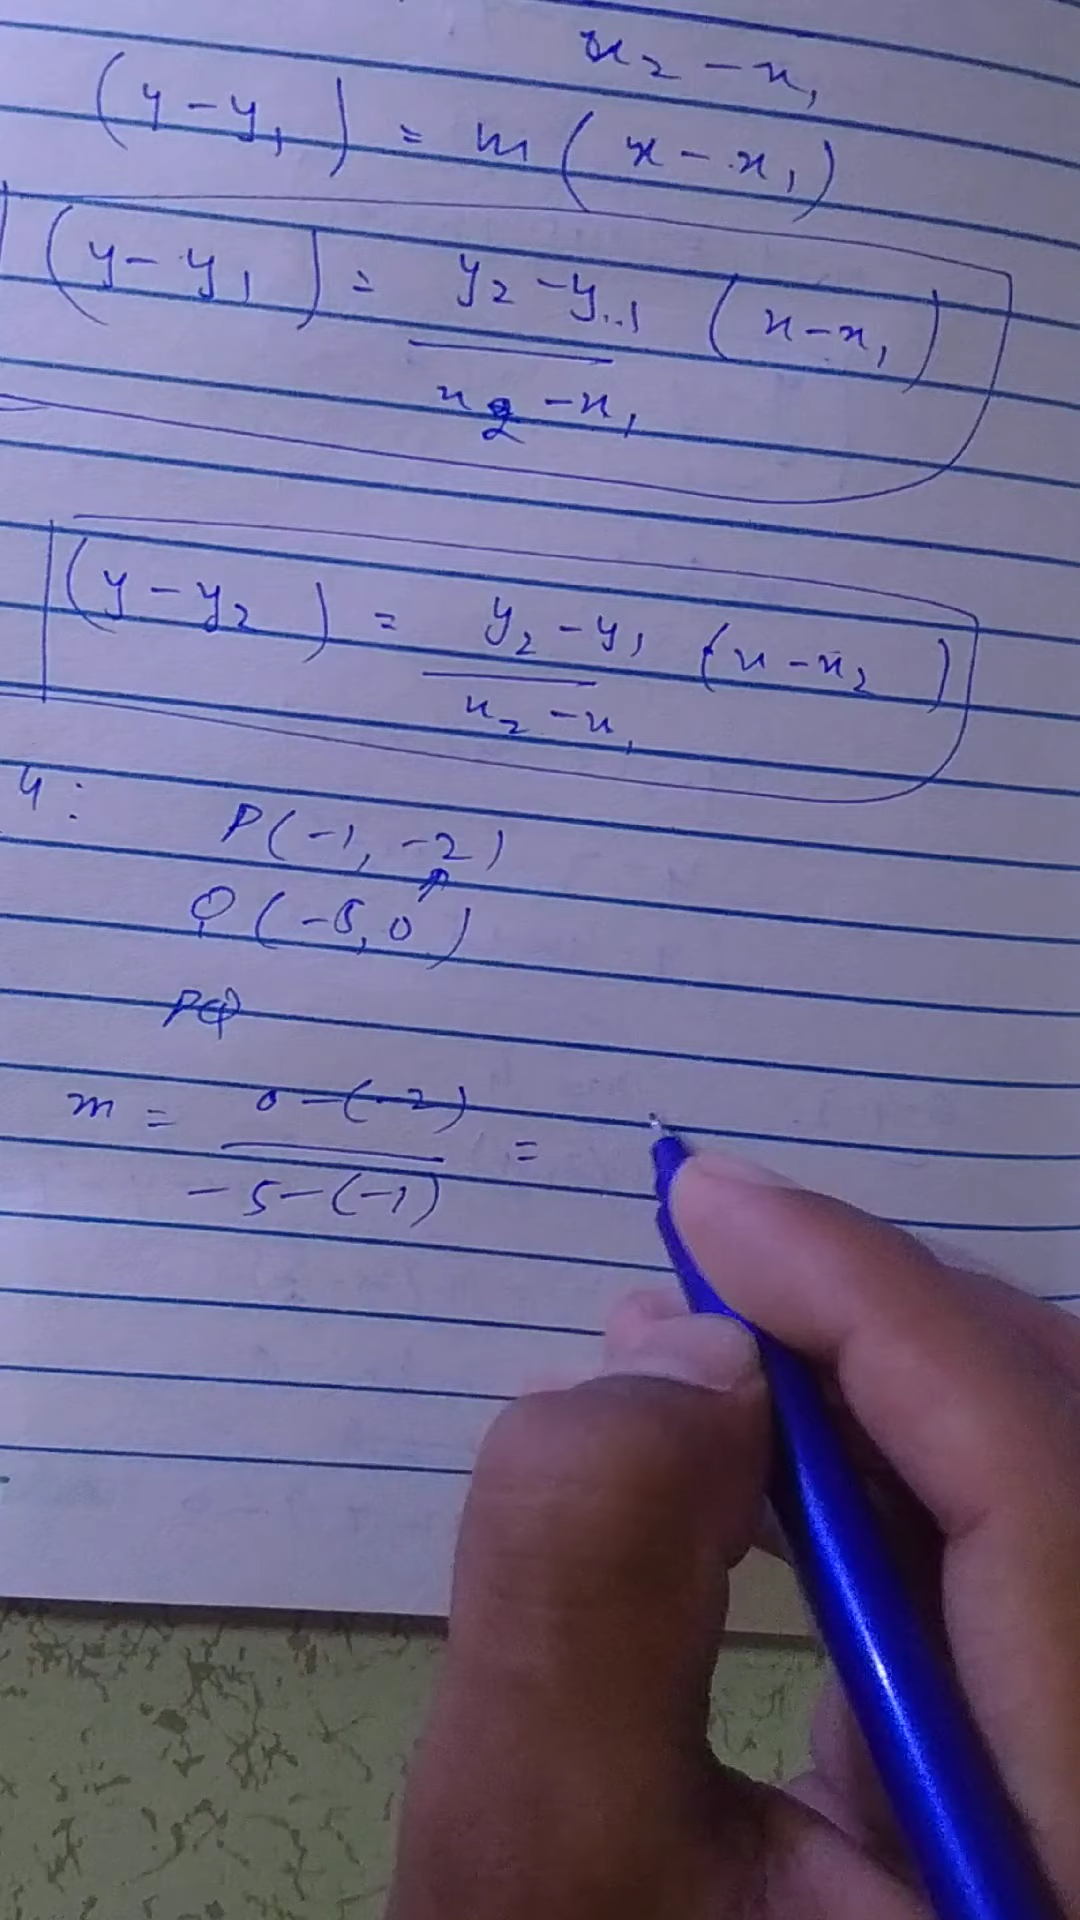 x₂ - x₁
(y - y₁) = m (x - x₁)
(y - y₁) = y₂ - y₁ (x - x₁)
x₂ - x₁
(y - y₂) = y₂ - y₁ (x - x₂)
x₂ - x₁
4: P(-1, -2)
Q(-5, 0)
PQ
m = 0 - (-2) =
-5 - (-1)